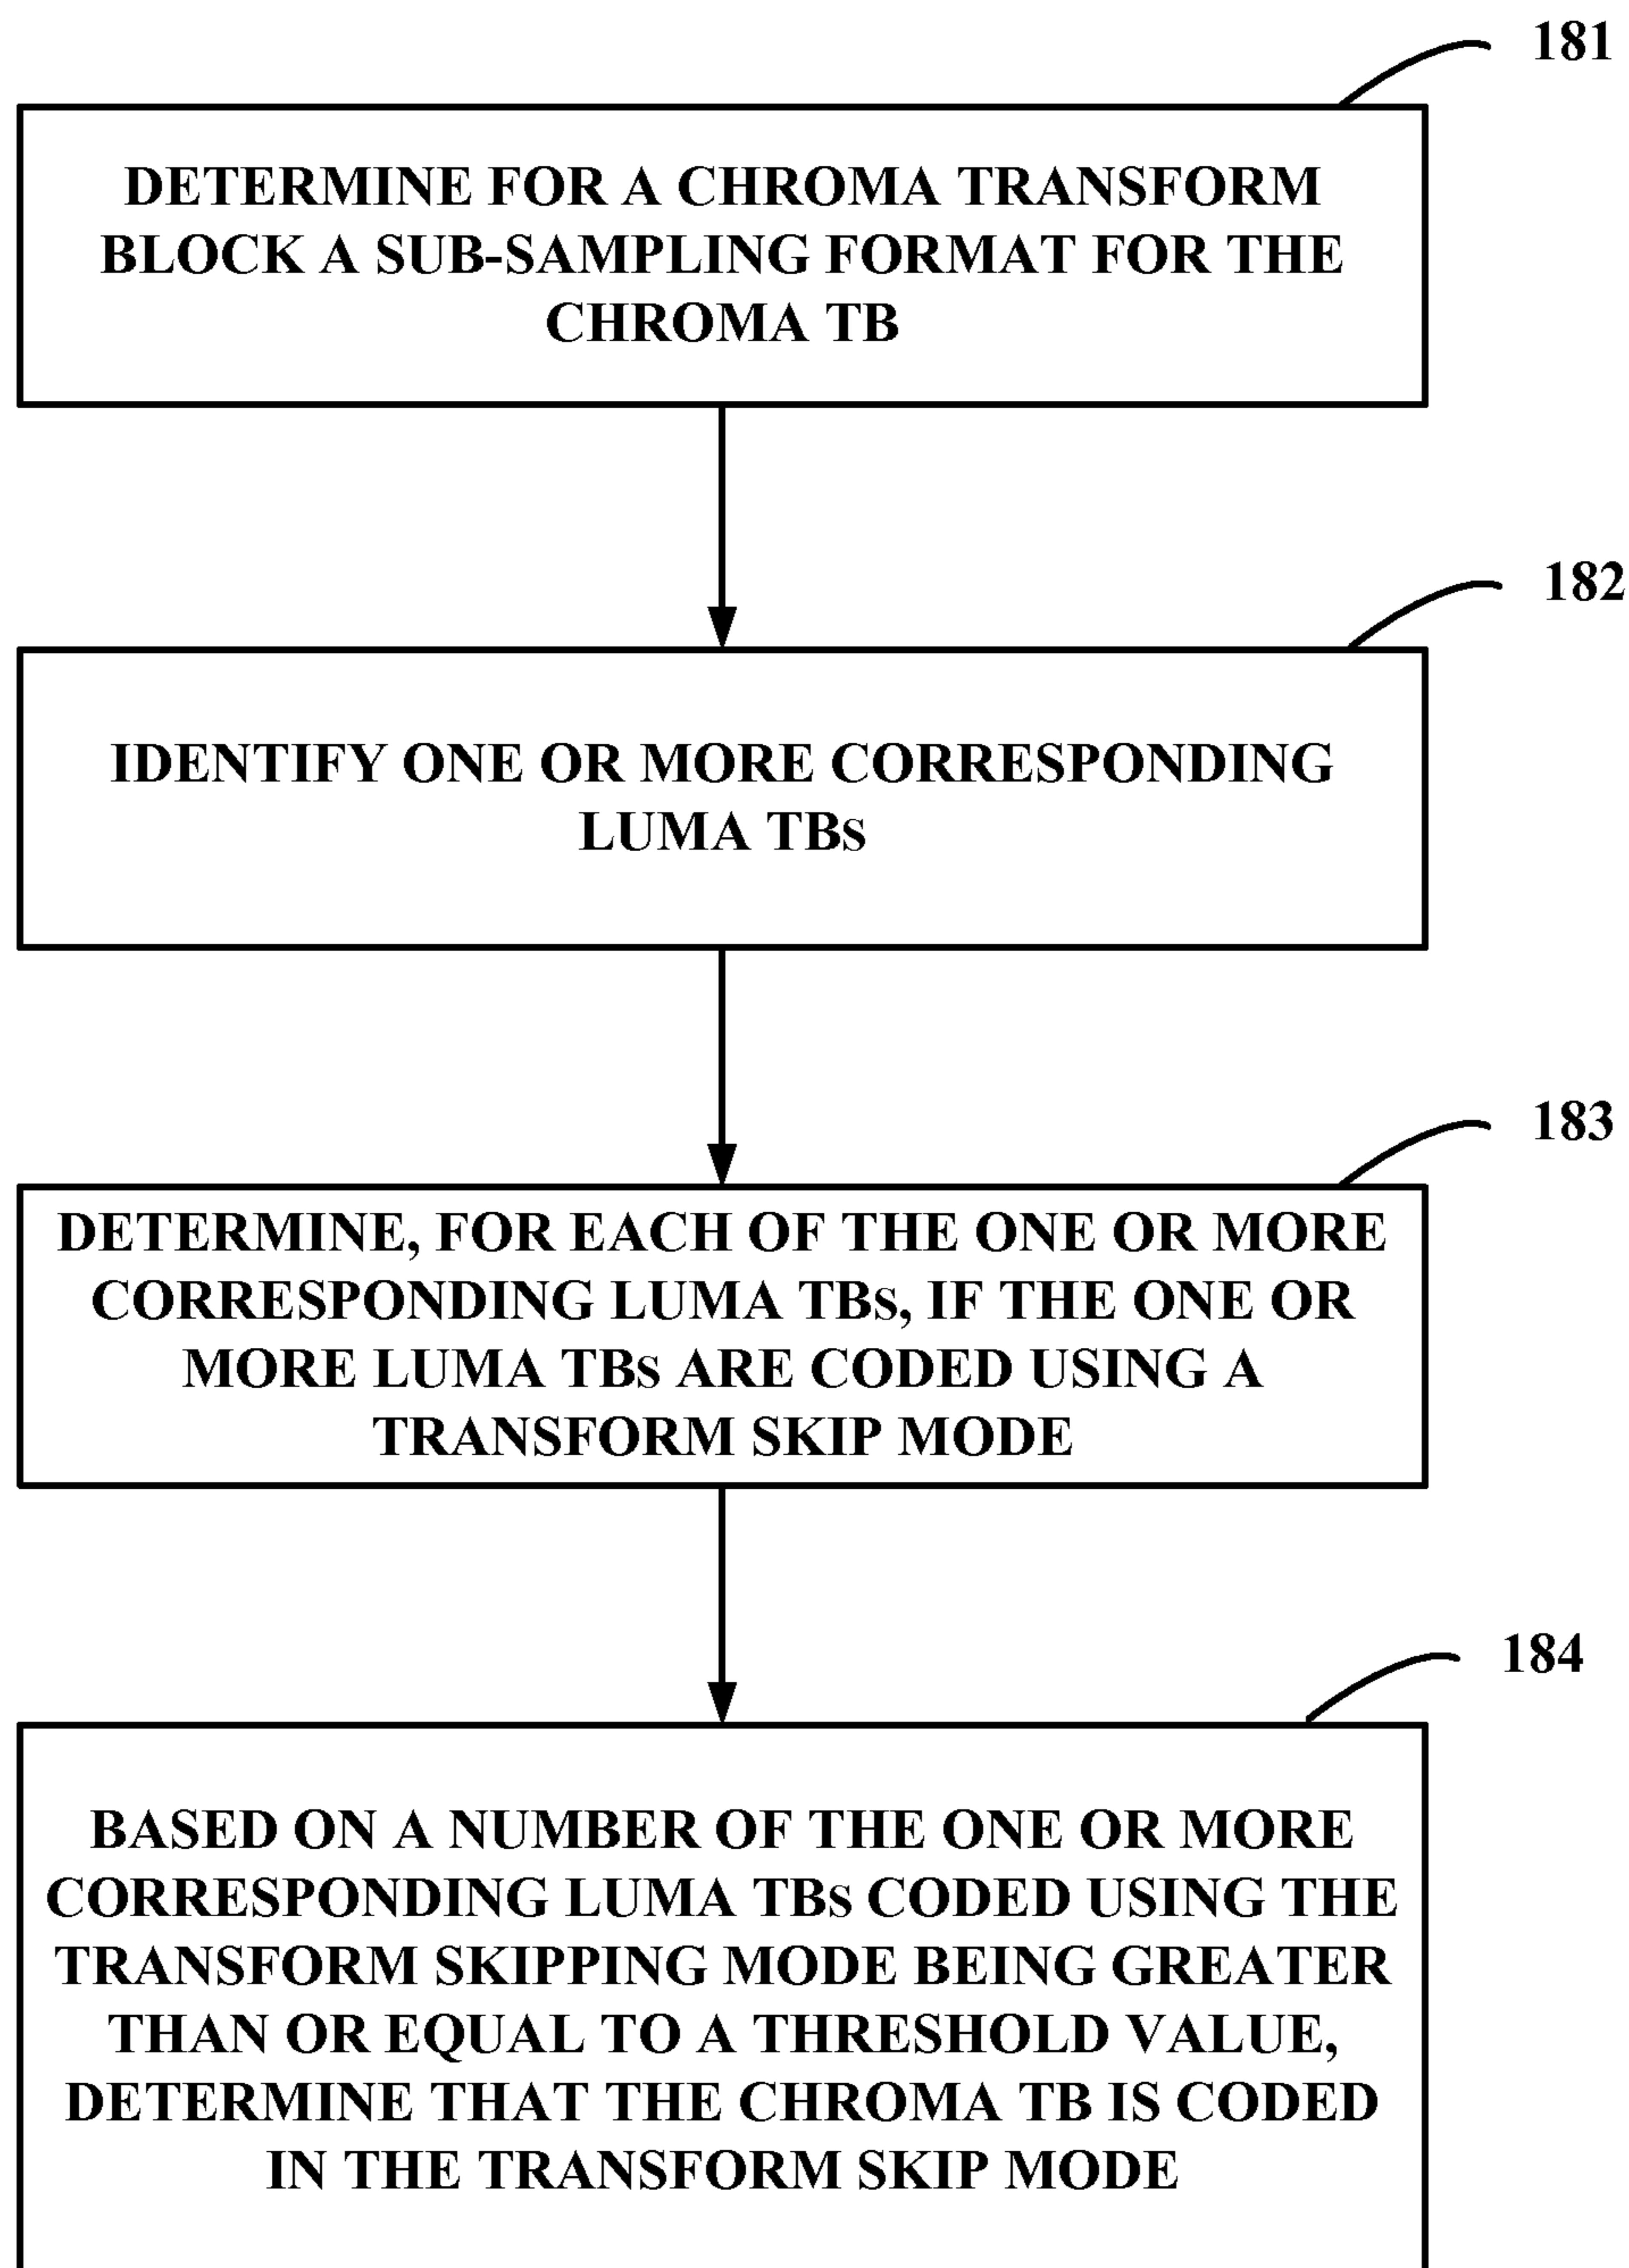 181
DETERMINE FOR A CHROMA TRANSFORM
BLOCK A SUB-SAMPLING FORMAT FOR THE
CHROMA TB
182
IDENTIFY ONE OR MORE CORRESPONDING
LUMA TBs
183
DETERMINE, FOR EACH OF THE ONE OR MORE
CORRESPONDING LUMA TBs, IF THE ONE OR
MORE LUMA TBs ARE CODED USING A
TRANSFORM SKIP MODE
184
BASED ON A NUMBER OF THE ONE OR MORE
CORRESPONDING LUMA TBs CODED USING THE
TRANSFORM SKIPPING MODE BEING GREATER
THAN OR EQUAL TO A THRESHOLD VALUE,
DETERMINE THAT THE CHROMA TB IS CODED
IN THE TRANSFORM SKIP MODE